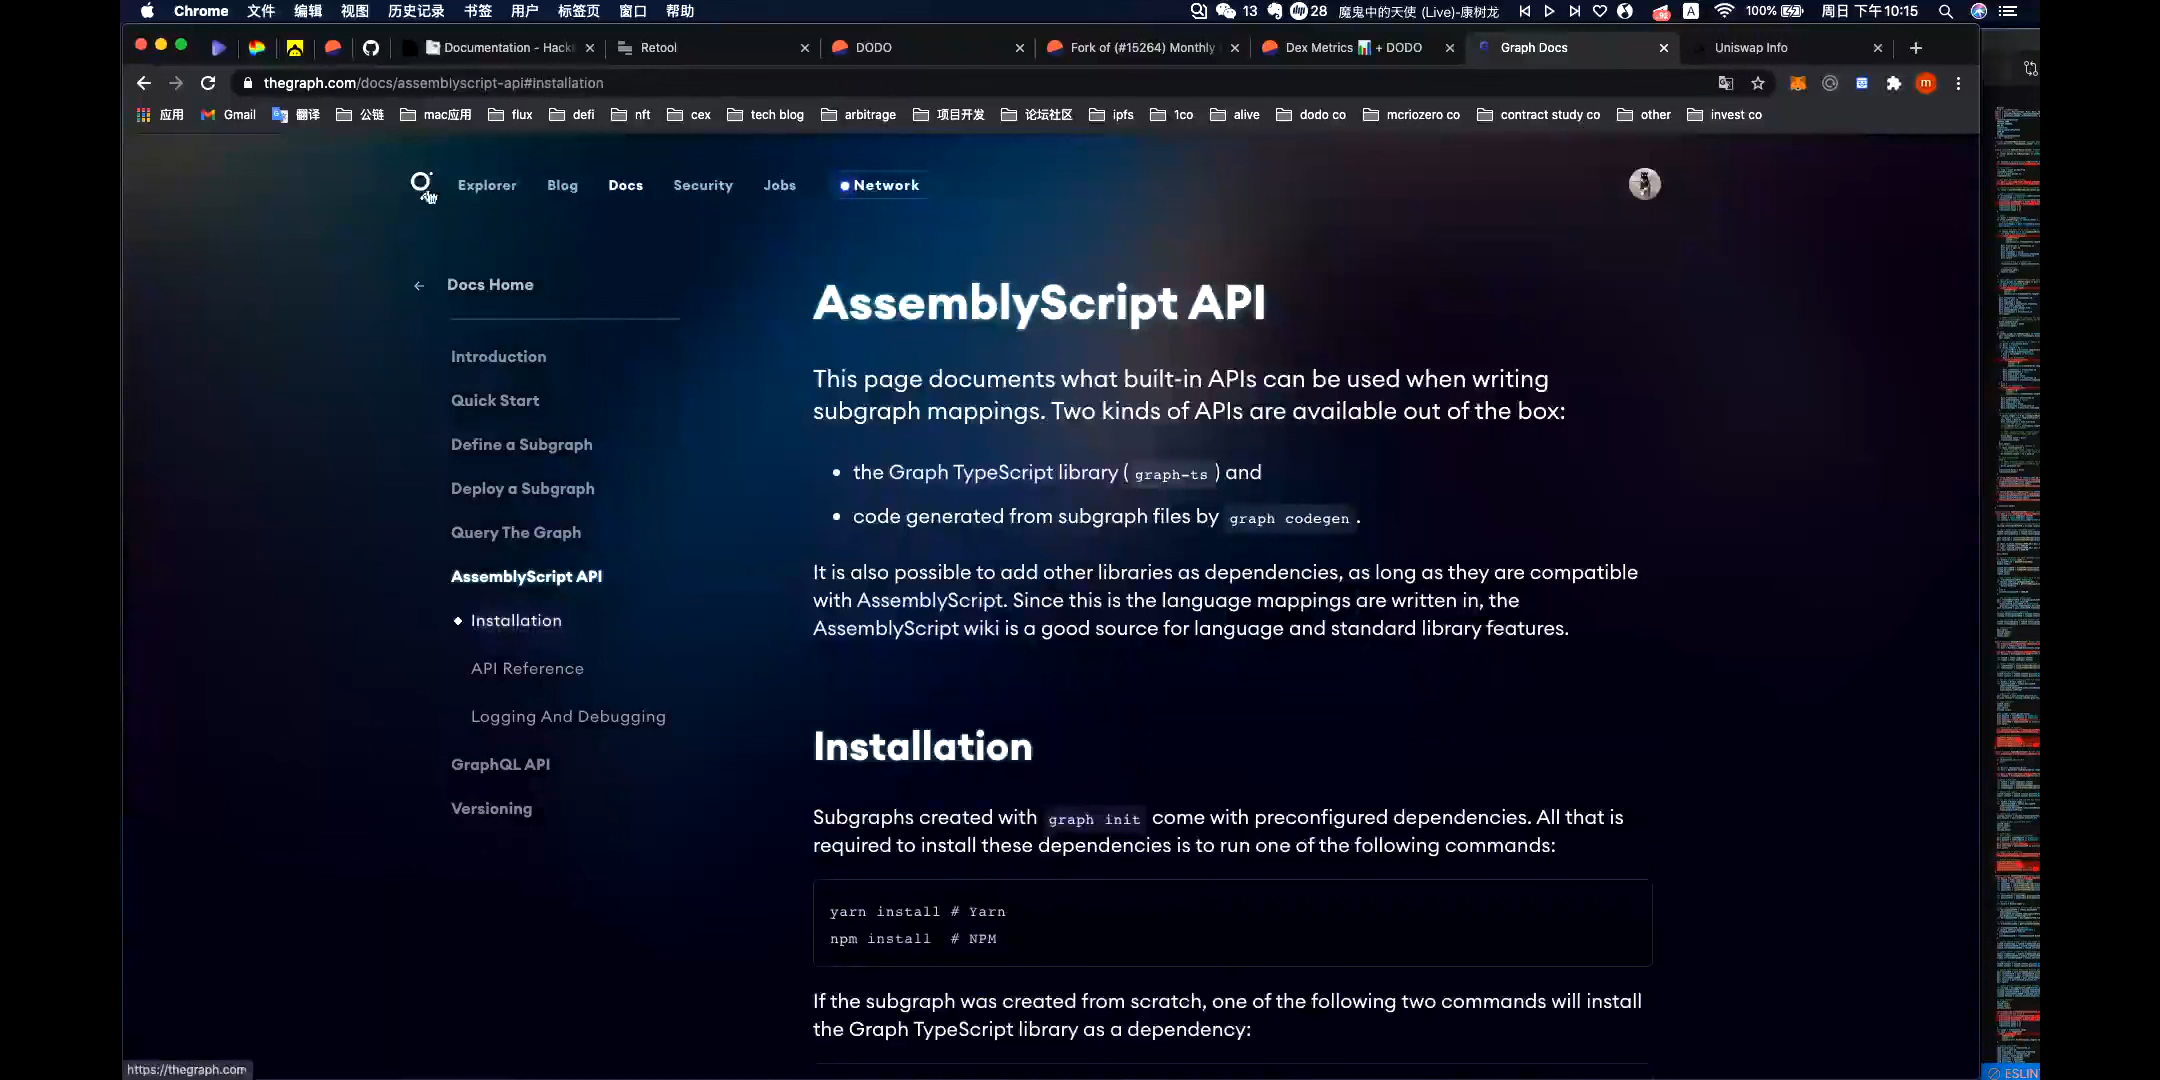 Chrome 文件 编辑 视图 历史记录 书签 用户 标签页 窗口 帮助 13 28 魔鬼中的天使 (Live)-康树龙 A 100% 周日 下午10:15
Documentation - Hack Retool DODO Fork of (#15264) Monthly Dex Metrics 📊 + DODO Graph Docs Uniswap Info
thegraph.com/docs/assemblyscript-api#installation m
应用 Gmail 翻译 公链 mac应用 flux defi nft cex tech blog arbitrage 项目开发 论坛社区 ipfs 1co alive dodo co mcriozero co contract study co other invest co
Explorer Blog Docs Security Jobs Network
← Docs Home
Introduction
Quick Start
Define a Subgraph
Deploy a Subgraph
Query The Graph
AssemblyScript API
Installation
API Reference
Logging And Debugging
GraphQL API
Versioning
AssemblyScript API
This page documents what built-in APIs can be used when writing
subgraph mappings. Two kinds of APIs are available out of the box:
• the Graph TypeScript library ( graph-ts ) and
• code generated from subgraph files by graph codegen .
It is also possible to add other libraries as dependencies, as long as they are compatible
with AssemblyScript. Since this is the language mappings are written in, the
AssemblyScript wiki is a good source for language and standard library features.
Installation
Subgraphs created with graph init come with preconfigured dependencies. All that is
required to install these dependencies is to run one of the following commands:
yarn install # Yarn
npm install # NPM
If the subgraph was created from scratch, one of the following two commands will install
the Graph TypeScript library as a dependency:
https://thegraph.com
ESLIN